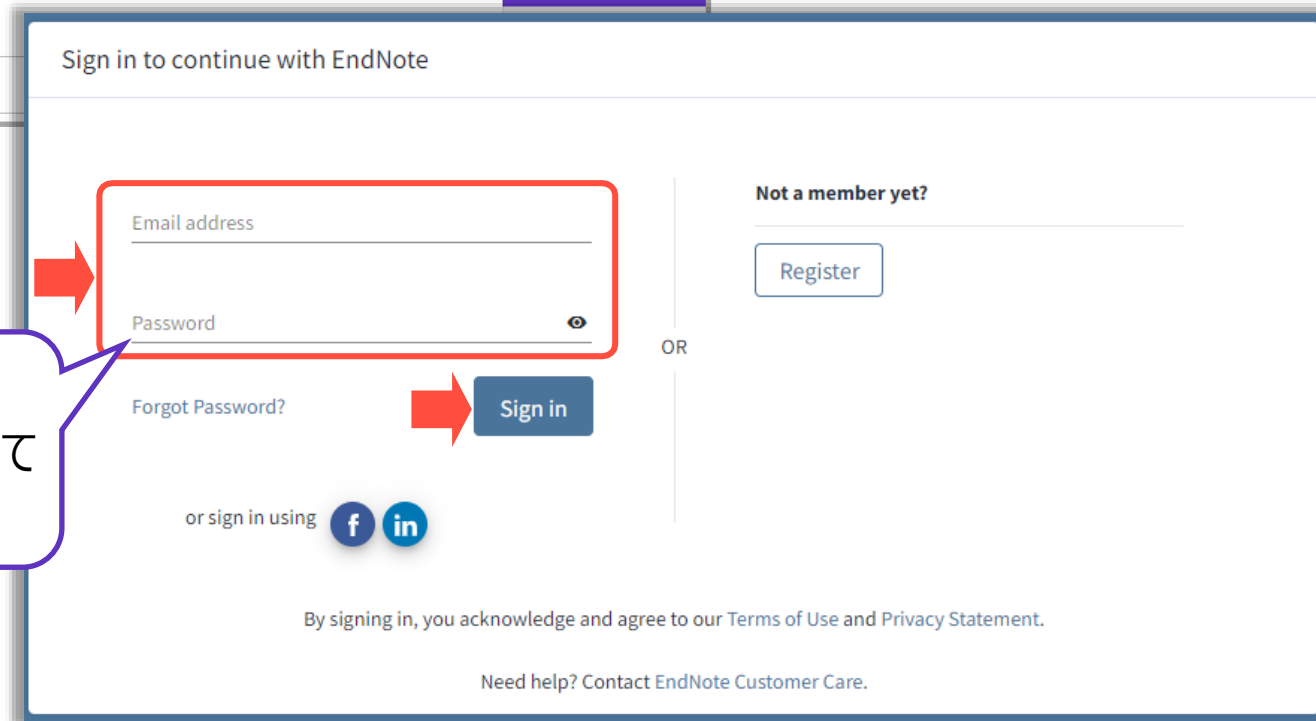 Sign in to continue with EndNote
Email address
Password
Forgot Password?
Sign in
or sign in using
f in
OR
Not a member yet?
Register
て
By signing in, you acknowledge and agree to our Terms of Use and Privacy Statement.
Need help? Contact EndNote Customer Care.